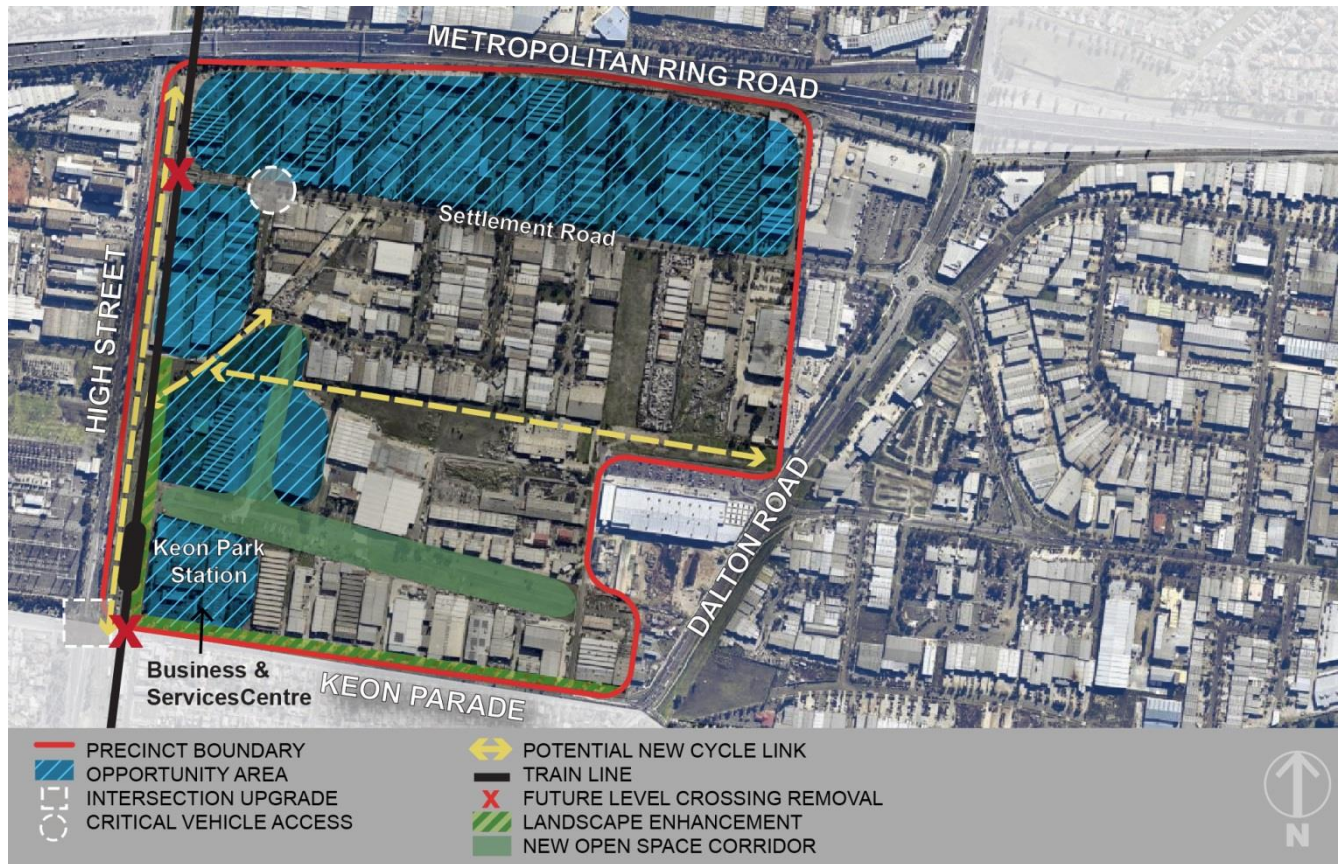 METROPOLITAN RING ROAD
Settlement Road
HIGH STREET
DALTON ROAD
Keon Park
Station
Business &
ServicesCentre
KEON PARADE
PRECINCT BOUNDARY
OPPORTUNITY AREA
INTERSECTION UPGRADE
CRITICAL VEHICLE ACCESS
POTENTIAL NEW CYCLE LINK
TRAIN LINE
X FUTURE LEVEL CROSSING REMOVAL
LANDSCAPE ENHANCEMENT
NEW OPEN SPACE CORRIDOR
N